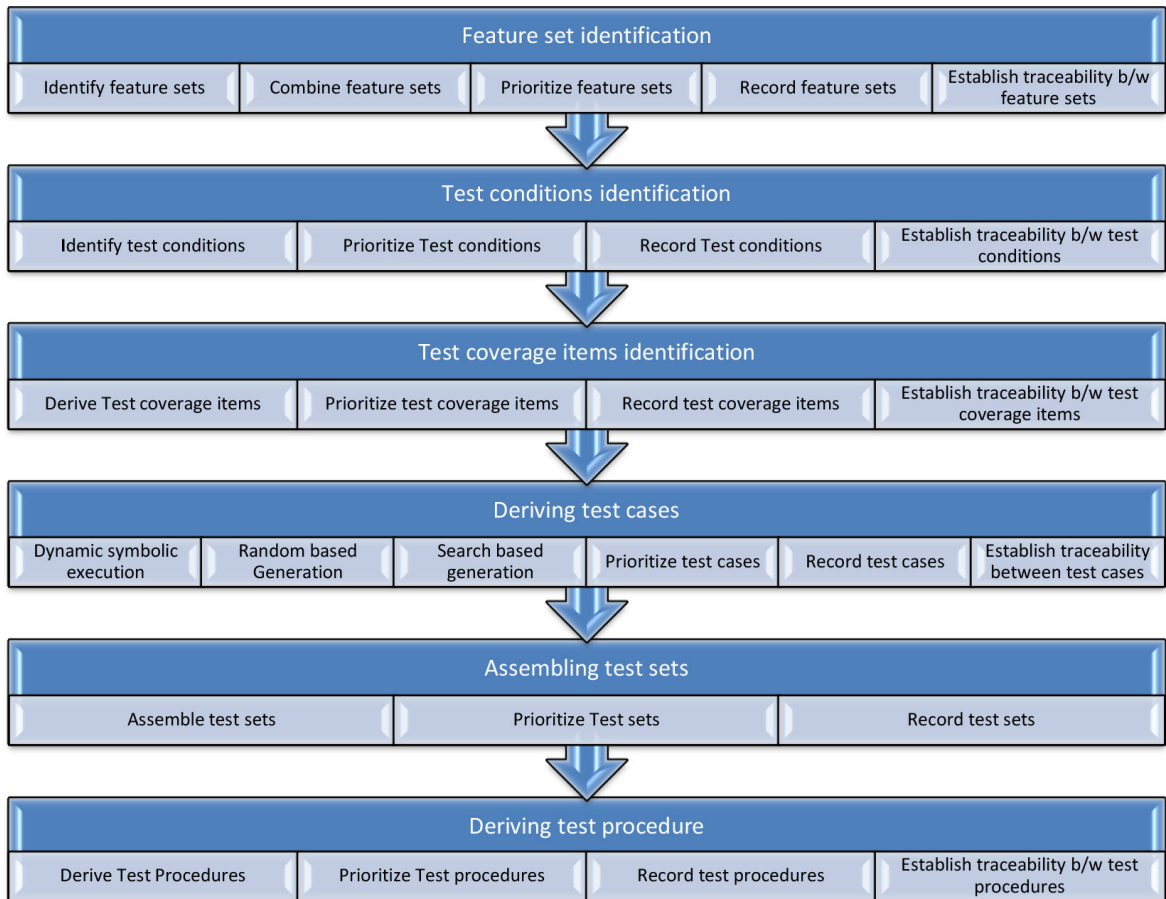 Feature set identification
Identify feature sets
Combine feature sets
Prioritize feature sets
Record feature sets
Establish traceability b/w
feature sets
Test conditions identification
Identify test conditions
Prioritize Test conditions
Record Test conditions
Establish traceability b/w test
conditions
Test coverage items identification
Derive Test coverage items
Prioritize test coverage items
Record test coverage items
Establish traceability b/w test
coverage items
Deriving test cases
Dynamic symbolic
execution
Random based
Generation
Search based
generation
Prioritize test cases
Record test cases
Establish traceability
between test cases
Assembling test sets
Assemble test sets
Prioritize Test sets
Record test sets
Deriving test procedure
Derive Test Procedures
Prioritize Test procedures
Record test procedures
Establish traceability b/w test
procedures